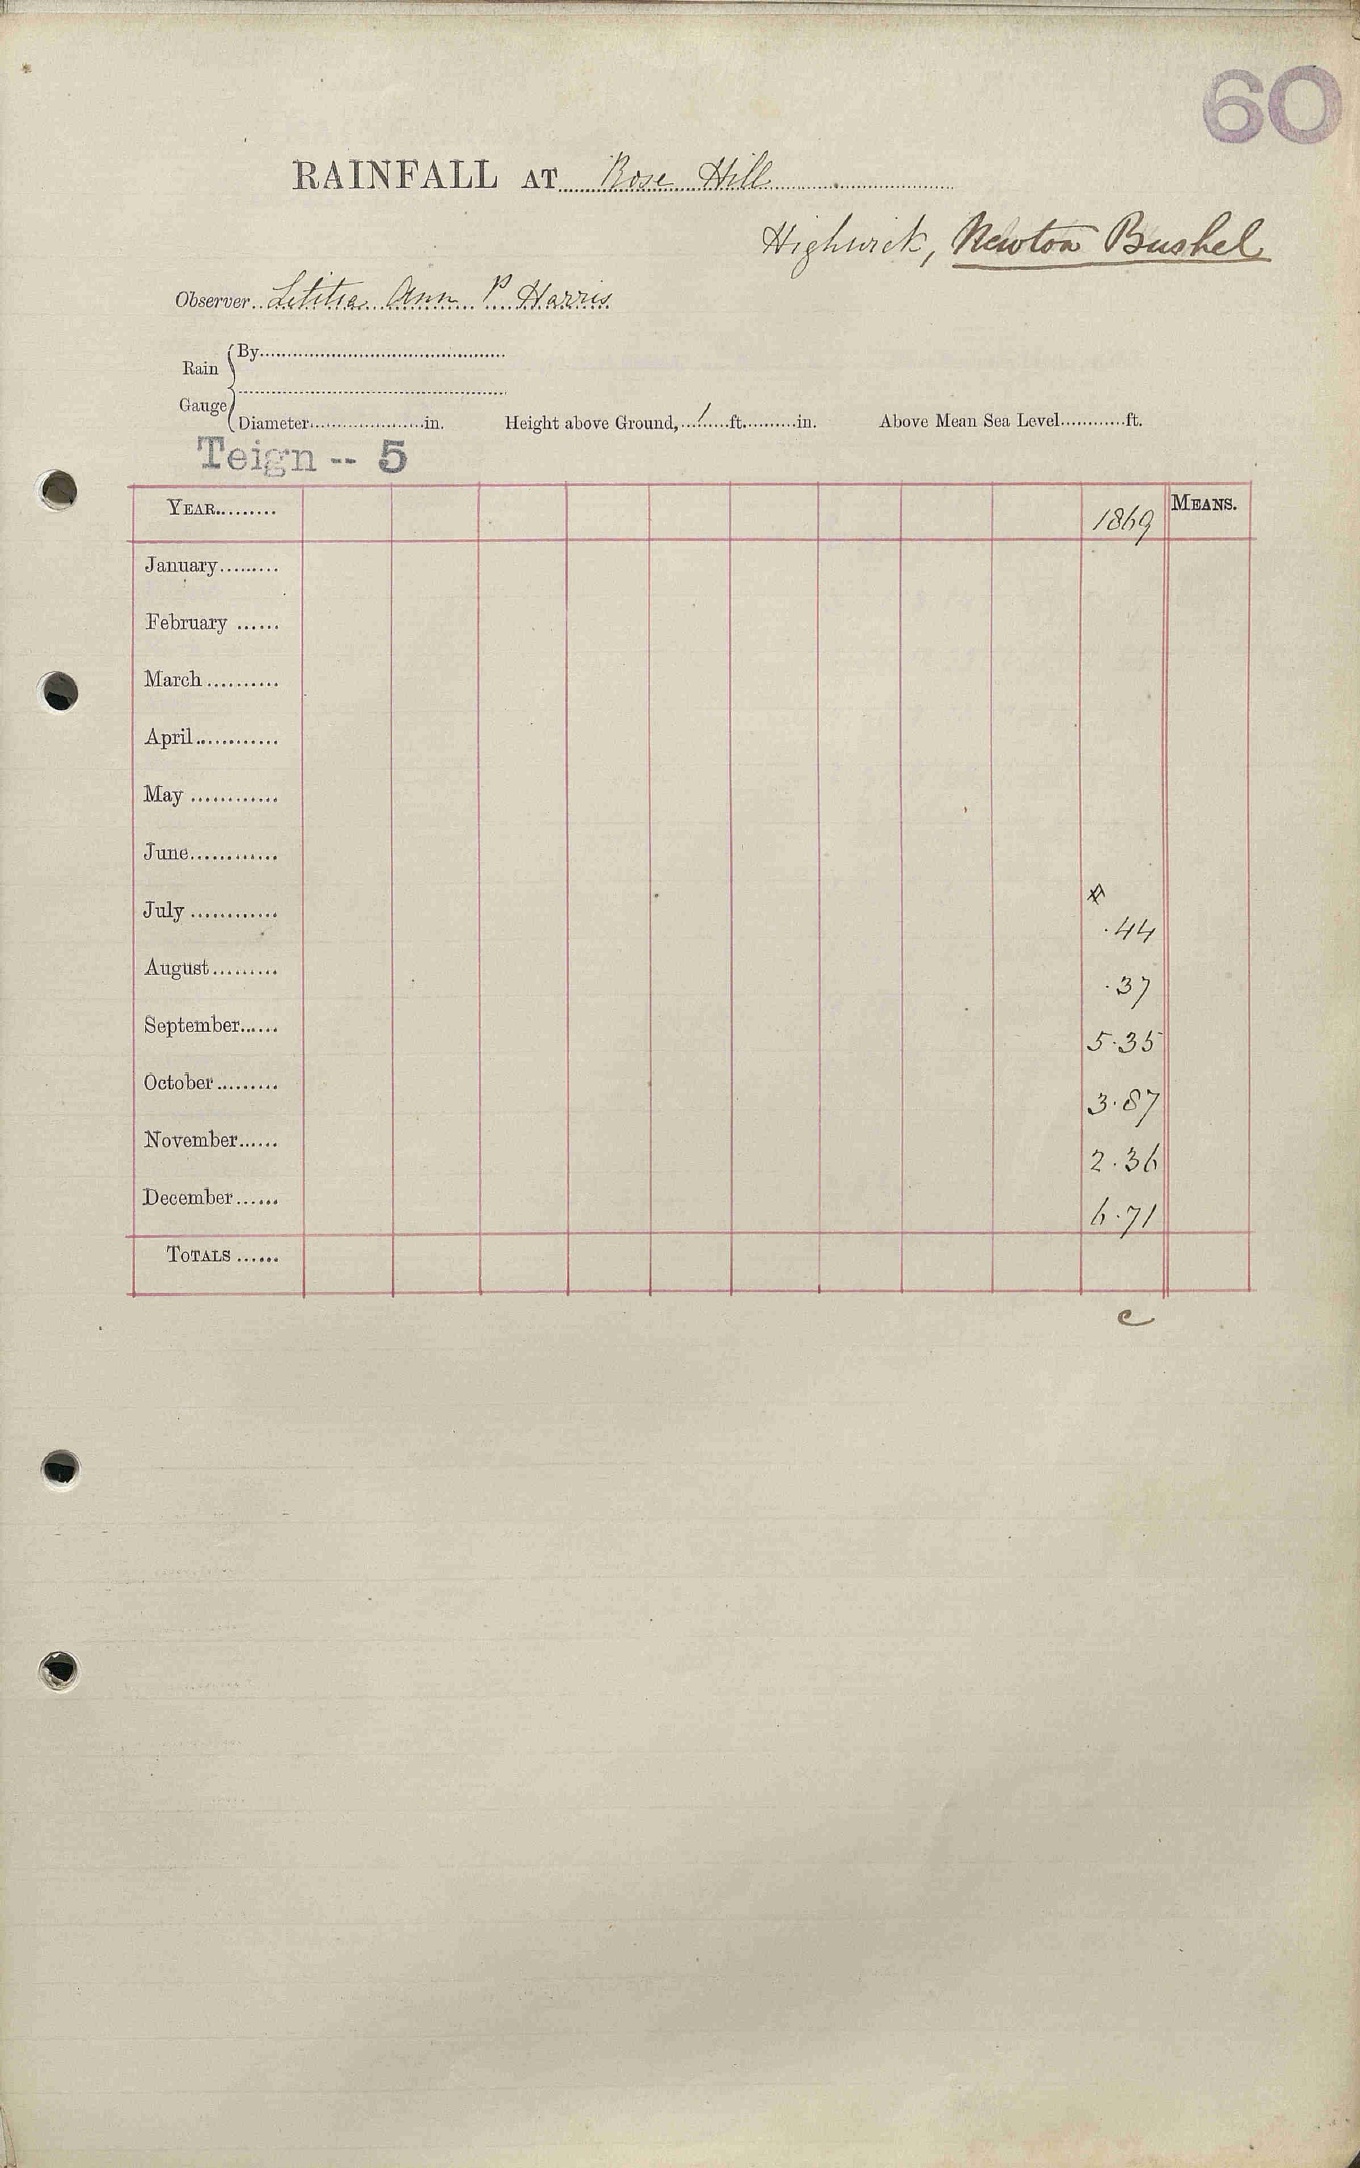 60
RAINFALL AT Rose Hill
Highwick, Newton Bushel
Observer Letitia Ann P Harris
Rain Gauge
By
Diameter in. Height above Ground, 1 ft. in. Above Mean Sea Level ft.
Teign -- 5
YEAR 1869 MEANS.
January
February
March
April
May
June
July .44
August .37
September 5.35
October 3.87
November 2.36
December 6.71
TOTALS
c